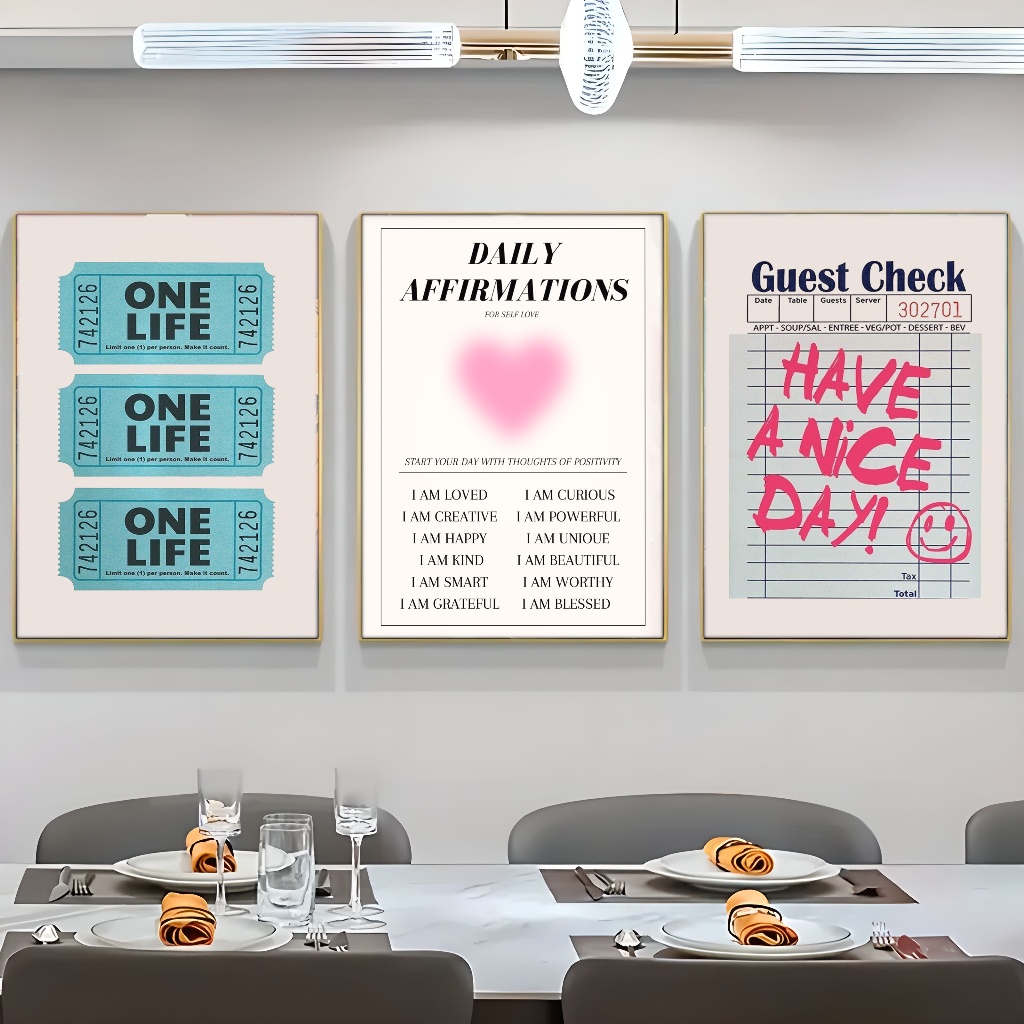 742126
ONE
LIFE
Limit one (1) per person. Make it count.
742126
742126
ONE
LIFE
Limit one (1) per person. Make it count.
742126
742126
ONE
LIFE
Limit one (1) per person. Make it count.
742126
DAILY
AFFIRMATIONS
FOR SELF LOVE
START YOUR DAY WITH THOUGHTS OF POSITIVITY
I AM LOVED
I AM CREATIVE
I AM HAPPY
I AM KIND
I AM SMART
I AM GRATEFUL
I AM CURIOUS
I AM POWERFUL
I AM UNIQUE
I AM BEAUTIFUL
I AM WORTHY
I AM BLESSED
Guest Check
Date Table Guests Server 302701
APPT - SOUP/SAL - ENTREE - VEG/POT - DESSERT - BEV
HAVE
A NiCE
DAY!
Tax
Total